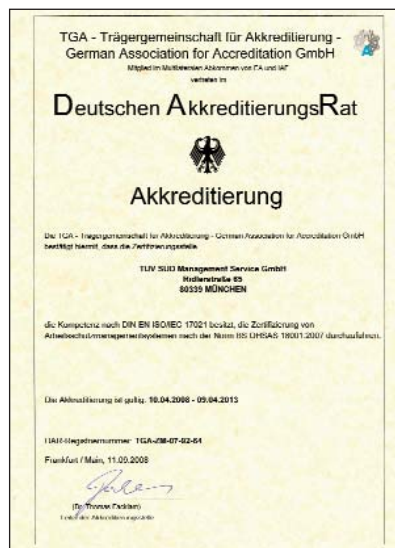 TGA - Trägergemeinschaft für Akkreditierung -
German Association for Accreditation GmbH
Mitglied im Multilateralen Abkommen von EA und IAF
vertreten im
Deutschen AkkreditierungsRat
Akkreditierung
Die TGA - Trägergemeinschaft für Akkreditierung - German Association for Accreditation GmbH
bestätigt hiermit, dass die Zertifizierungsstelle
TÜV SÜD Management Service GmbH
Ridlerstraße 65
80339 MÜNCHEN
die Kompetenz nach DIN EN ISO/IEC 17021 besitzt, die Zertifizierung von
Arbeitsschutzmanagementsystemen nach der Norm BS OHSAS 18001:2007 durchzuführen.
Die Akkreditierung ist gültig: 10.04.2008 - 09.04.2013
DAR-Registriernummer: TGA-ZM-07-92-64
Frankfurt / Main, 11.09.2008
(Dr. Thomas Facklam)
Leiter der Akkreditierungsstelle